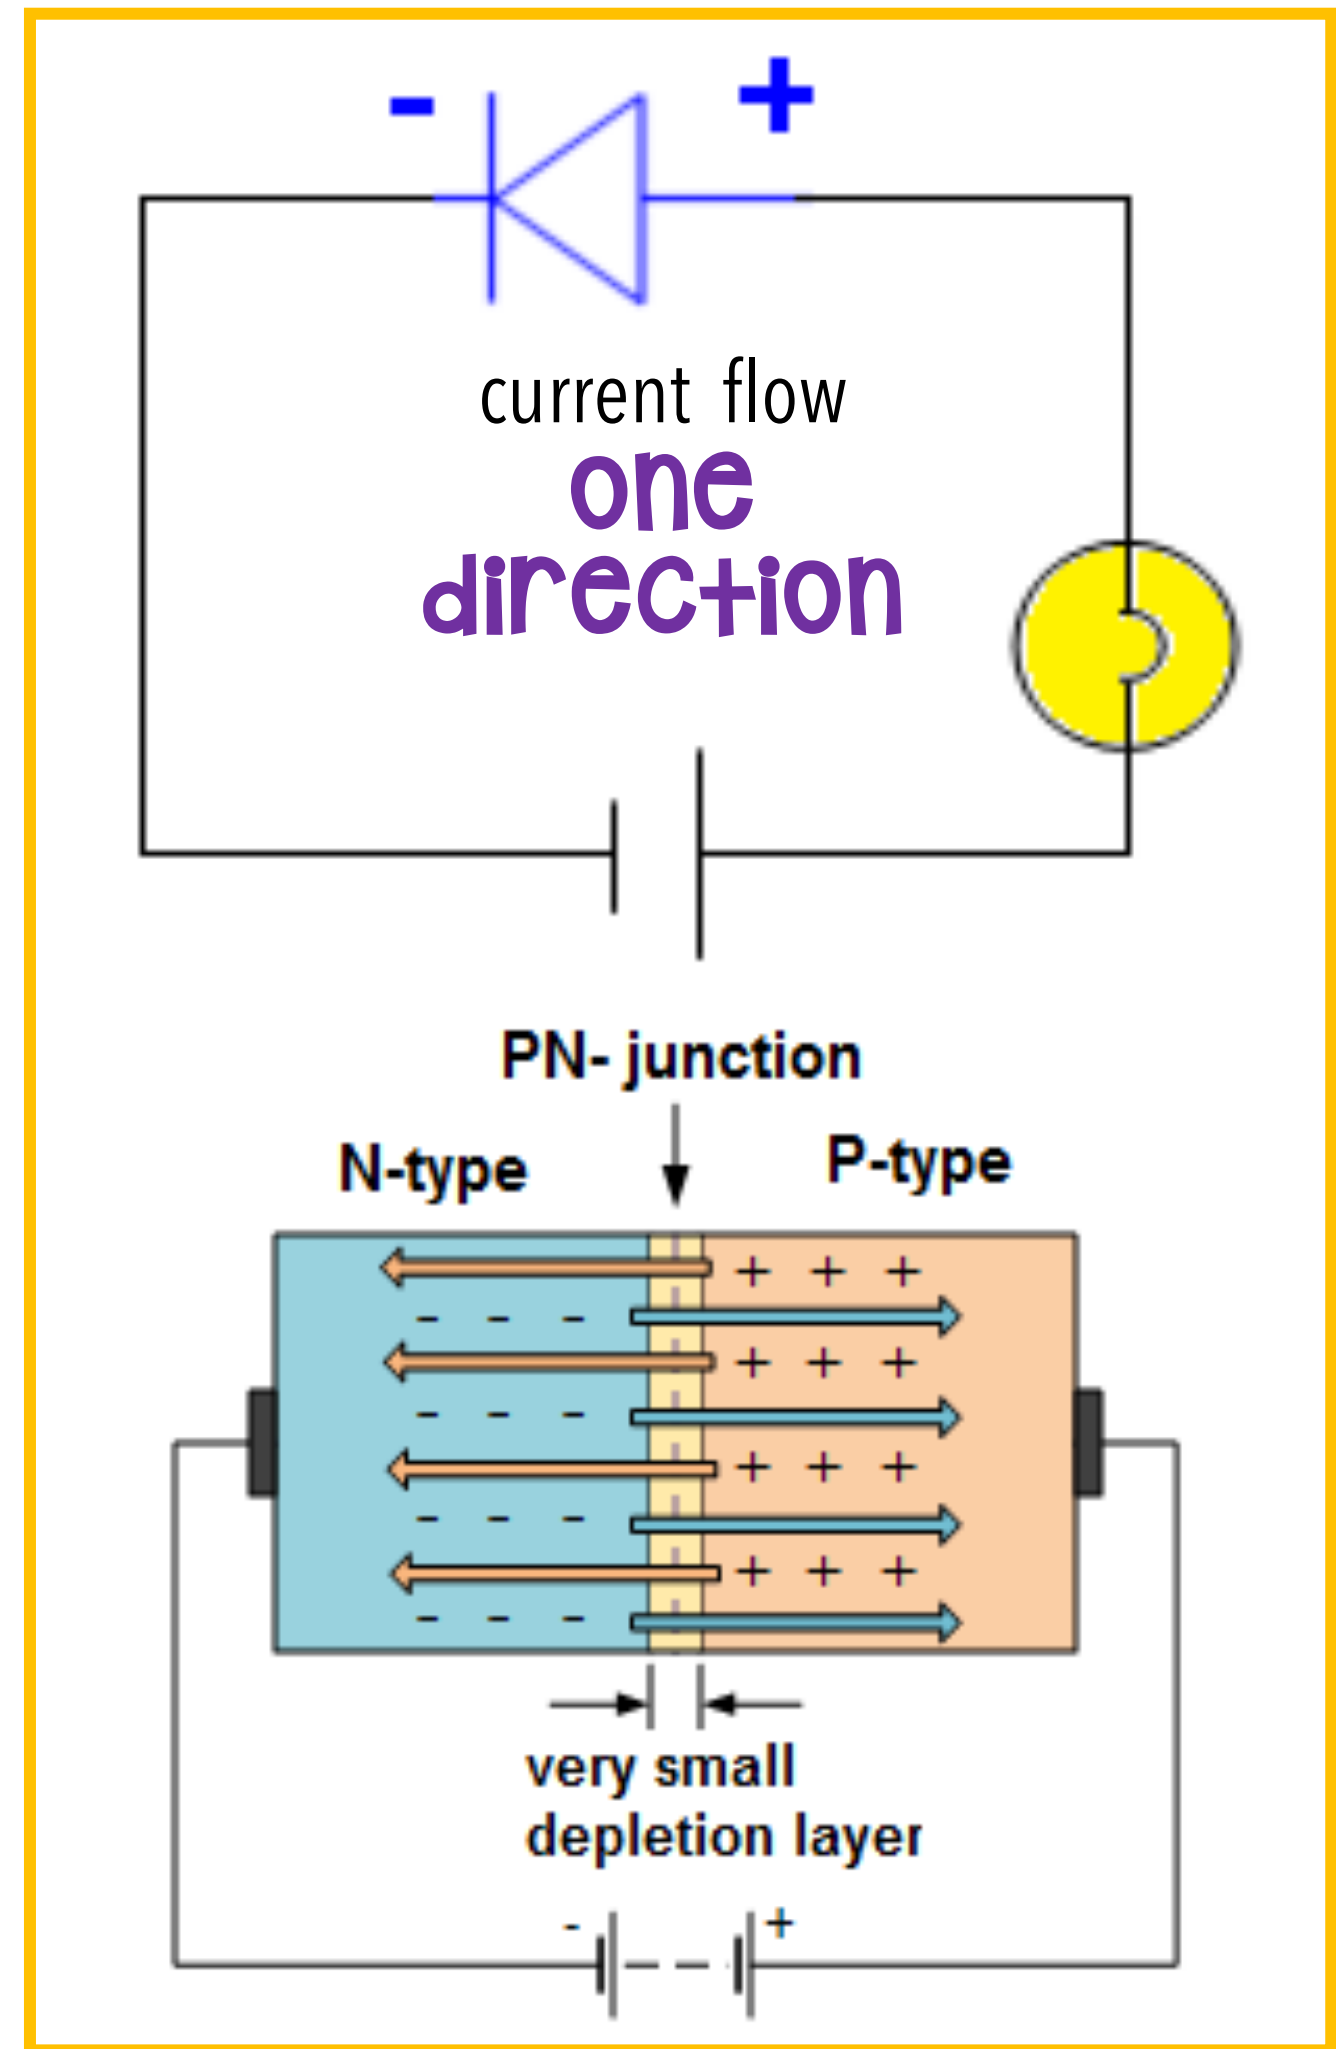 - +
current flow
one
direction
PN- junction
N-type P-type
+ + +
- - -
+ + +
- - -
+ + +
- - -
+ + +
- - -
very small
depletion layer
- +